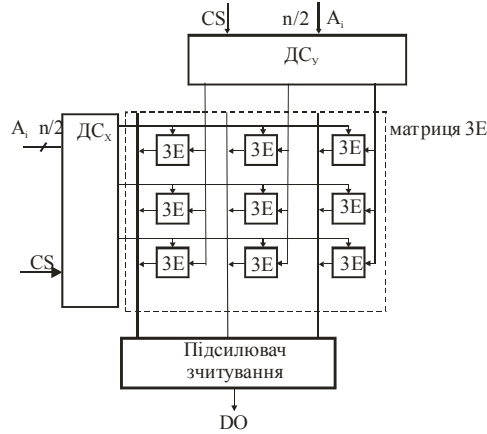 CS n/2 Ai
ДСУ
Ai n/2 ДСХ
матриця ЗЕ
ЗЕ ЗЕ ЗЕ
ЗЕ ЗЕ ЗЕ
CS
ЗЕ ЗЕ ЗЕ
Підсилювач
зчитування
DO